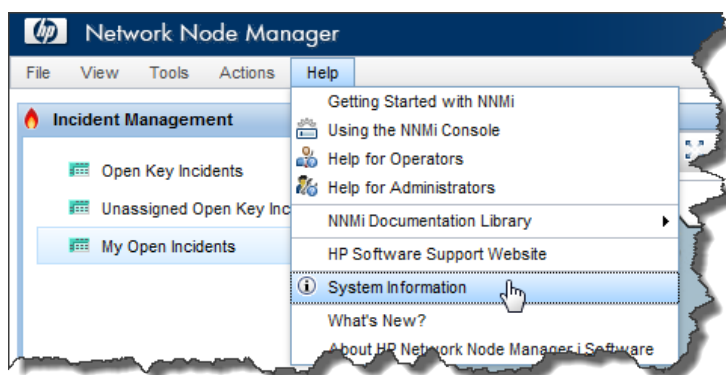 hp Network Node Manager
File View Tools Actions Help
Incident Management
Open Key Incidents
Unassigned Open Key Inc
My Open Incidents
Getting Started with NNMi
Using the NNMi Console
Help for Operators
Help for Administrators
NNMi Documentation Library
HP Software Support Website
System Information
What's New?
About HP Network Node Manager i Software